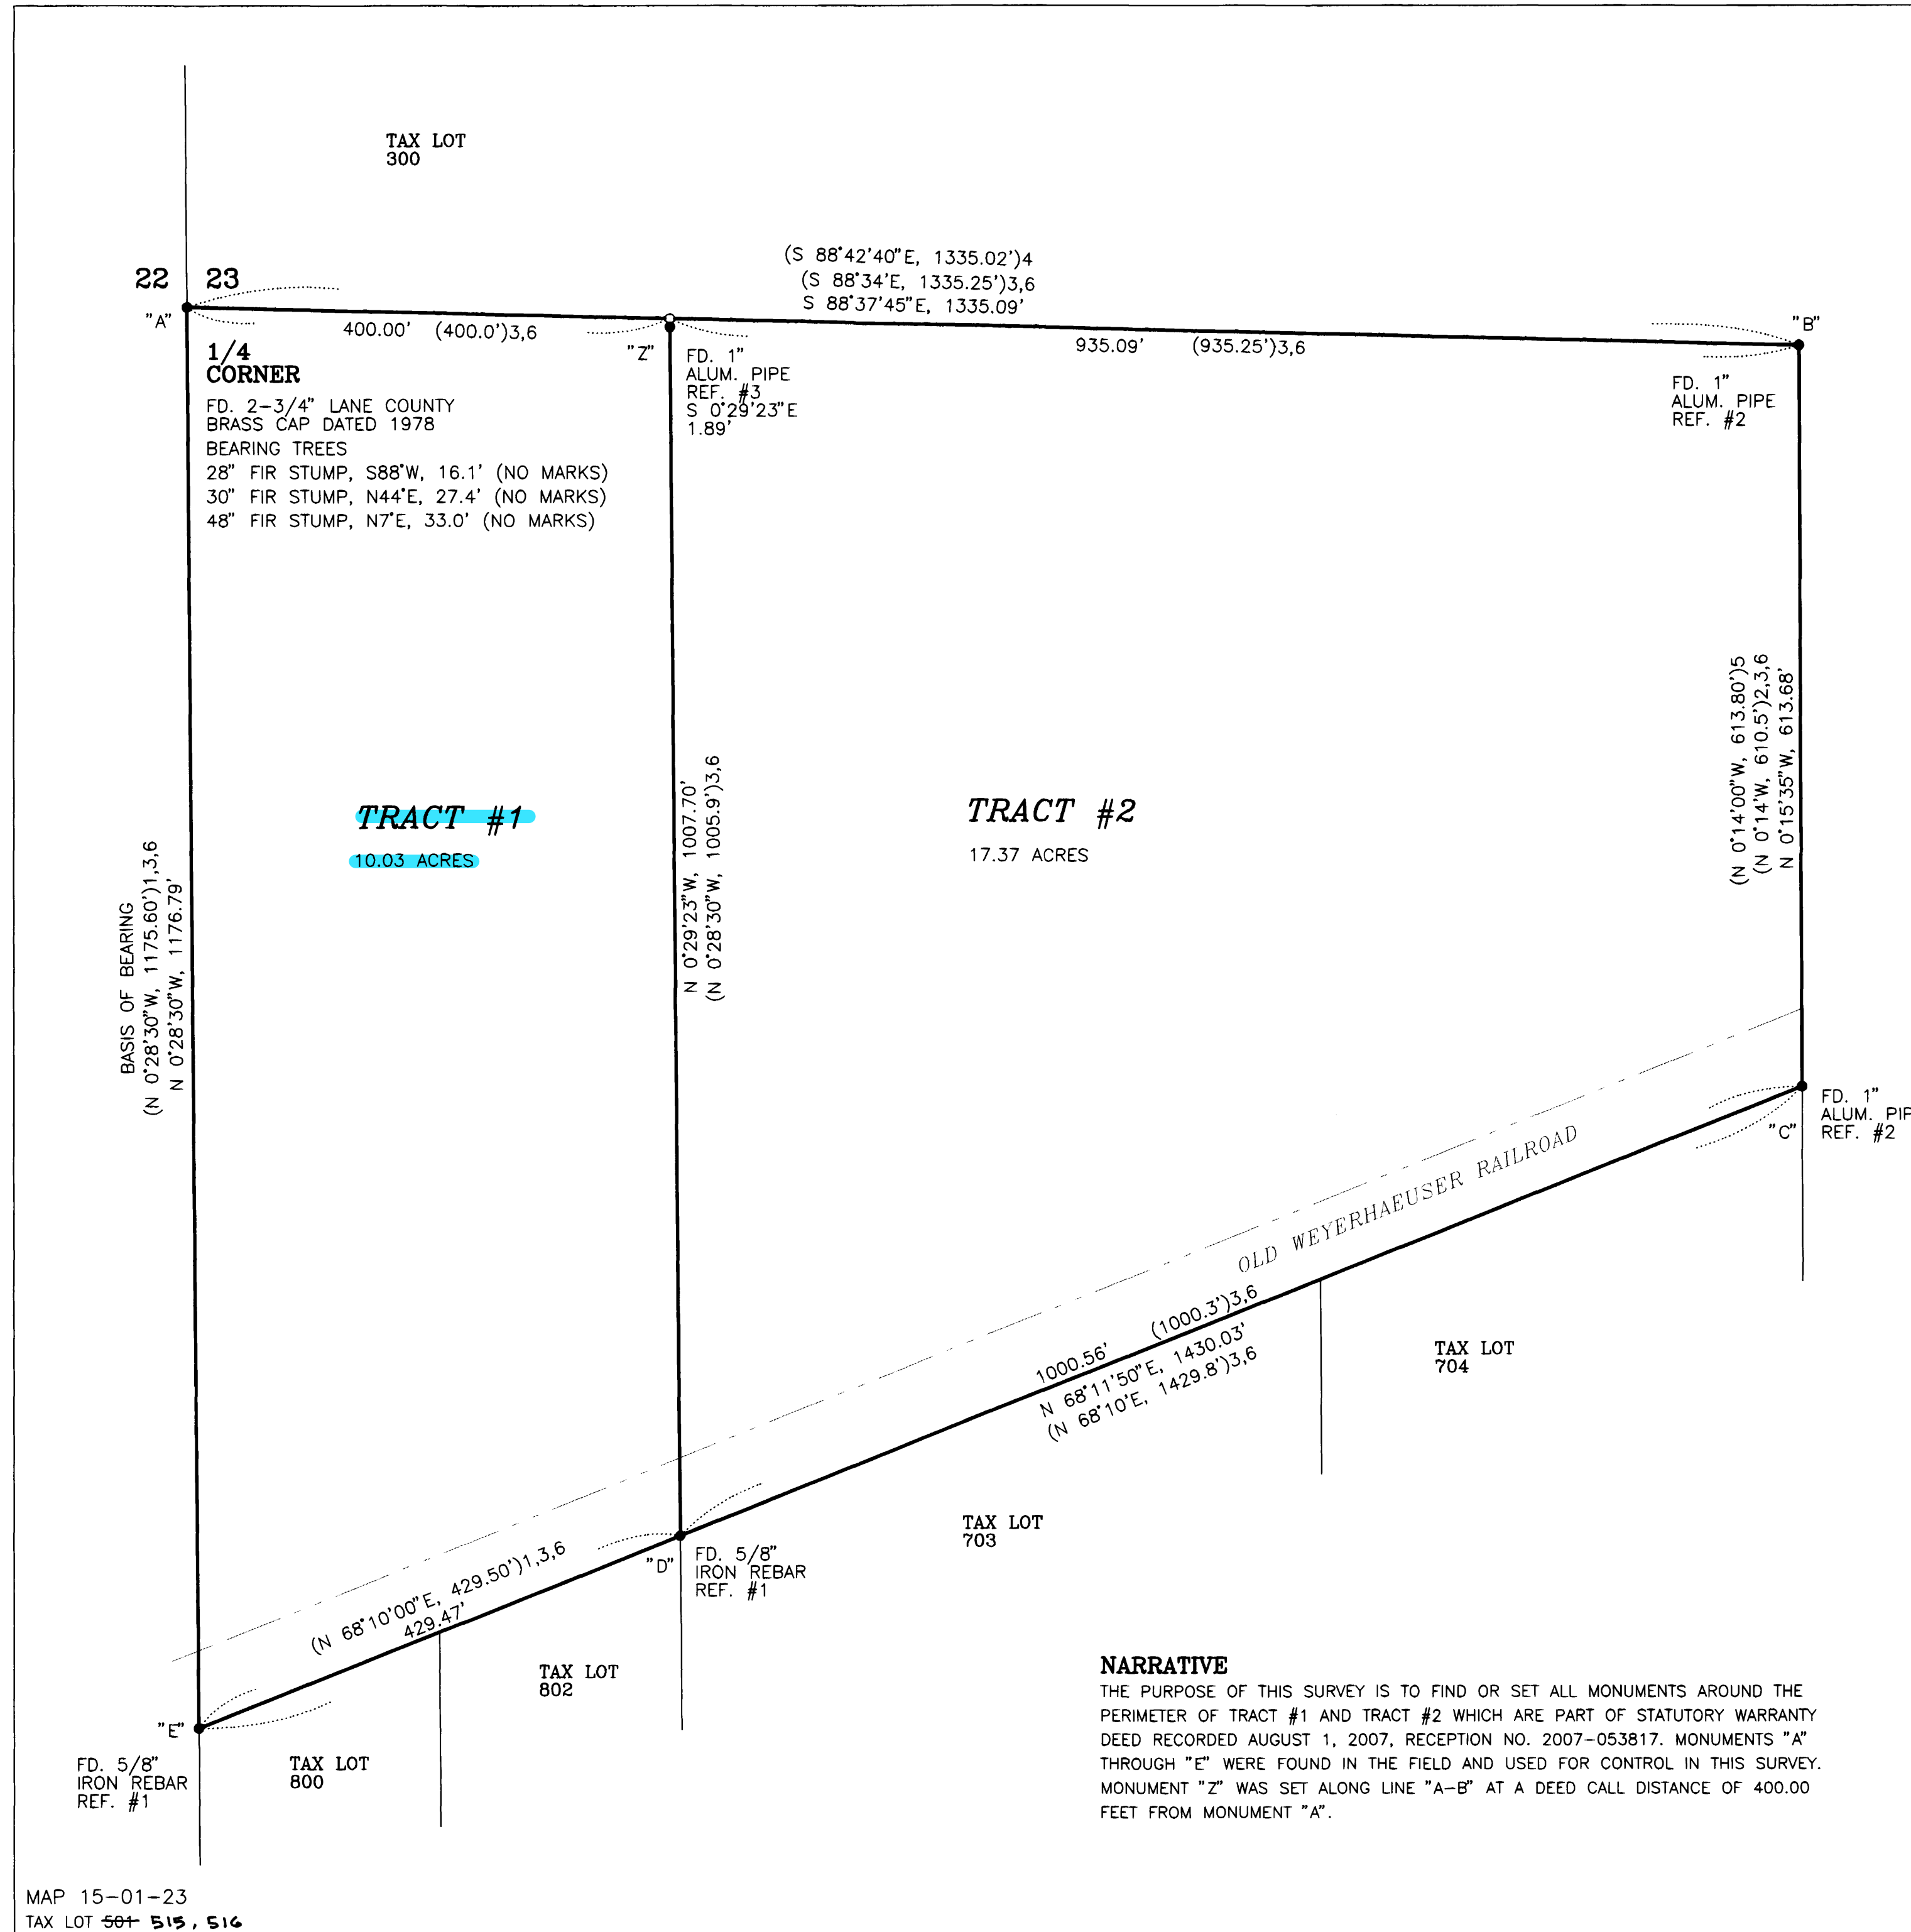 TAX LOT
300
(S 88°42'40"E, 1335.02')4
(S 88°34'E, 1335.25')3,6
S 88°37'45"E, 1335.09'
22 23
"A"
400.00' (400.0')3,6
"Z"
935.09' (935.25')3,6
"B"
1/4
CORNER
FD. 2-3/4" LANE COUNTY
BRASS CAP DATED 1978
BEARING TREES
28" FIR STUMP, S88°W, 16.1' (NO MARKS)
30" FIR STUMP, N44°E, 27.4' (NO MARKS)
48" FIR STUMP, N7°E, 33.0' (NO MARKS)
FD. 1"
ALUM. PIPE
REF. #3
S 0°29'23"E
1.89'
FD. 1"
ALUM. PIPE
REF. #2
(N 0°14'00"W, 613.80')5
(N 0°14'W, 610.5')2,3,6
N 0°15'35"W, 613.68'
TRACT #1
10.03 ACRES
N 0°29'23"W, 1007.70'
(N 0°28'30"W, 1005.9')3,6
TRACT #2
17.37 ACRES
BASIS OF BEARING
(N 0°28'30"W, 1175.60')1,3,6
N 0°28'30"W, 1176.79'
"C"
FD. 1"
ALUM. PIP
REF. #2
OLD WEYERHAEUSER RAILROAD
1000.56' (1000.3')3,6
N 68°11'50"E, 1430.03'
(N 68°10'E, 1429.8')3,6
TAX LOT
704
TAX LOT
703
"D"
FD. 5/8"
IRON REBAR
REF. #1
(N 68°10'00"E, 429.50')1,3,6
429.47'
TAX LOT
802
"E"
FD. 5/8"
IRON REBAR
REF. #1
TAX LOT
800
NARRATIVE
THE PURPOSE OF THIS SURVEY IS TO FIND OR SET ALL MONUMENTS AROUND THE
PERIMETER OF TRACT #1 AND TRACT #2 WHICH ARE PART OF STATUTORY WARRANTY
DEED RECORDED AUGUST 1, 2007, RECEPTION NO. 2007-053817. MONUMENTS "A"
THROUGH "E" WERE FOUND IN THE FIELD AND USED FOR CONTROL IN THIS SURVEY.
MONUMENT "Z" WAS SET ALONG LINE "A-B" AT A DEED CALL DISTANCE OF 400.00
FEET FROM MONUMENT "A".
MAP 15-01-23
TAX LOT 501 515, 516